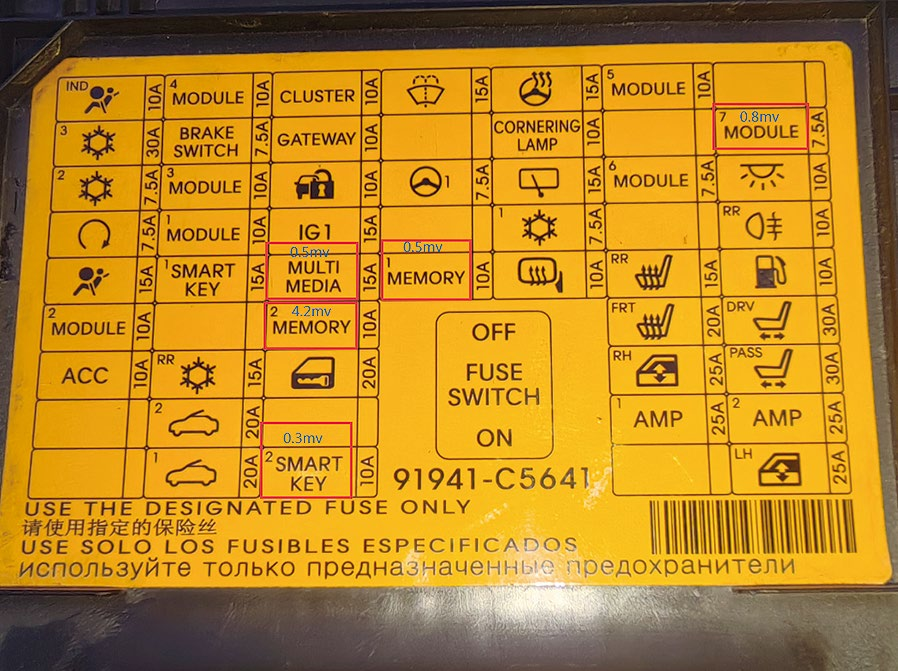 IND 10A 4 MODULE 10A CLUSTER 10A 15A 15A 5 MODULE 10A
3 30A BRAKE SWITCH 7.5A GATEWAY 10A CORNERING LAMP 10A 7 0.8mv MODULE 7.5A
2 7.5A 3 MODULE 10A 10A 1 7.5A 15A 6 MODULE 7.5A 10A
7.5A 1 MODULE 10A IG1 15A 1 10A RR 10A
15A 1 SMART KEY 10A 0.5mv MULTI MEDIA 15A 0.5mv 1 MEMORY 10A 10A RR 15A 10A
2 MODULE 10A 4.2mv 2 MEMORY 10A FRT 20A DRV 30A
ACC 10A RR 15A 20A RH 25A PASS 30A
2 20A 1 AMP 25A 2 AMP 25A
1 20A 0.3mv 2 SMART KEY 10A LH 25A
OFF
FUSE
SWITCH
ON
91941-C5641
USE THE DESIGNATED FUSE ONLY
请使用指定的保险丝
USE SOLO LOS FUSIBLES ESPECIFICADOS
используйте только предназначенные предохранители